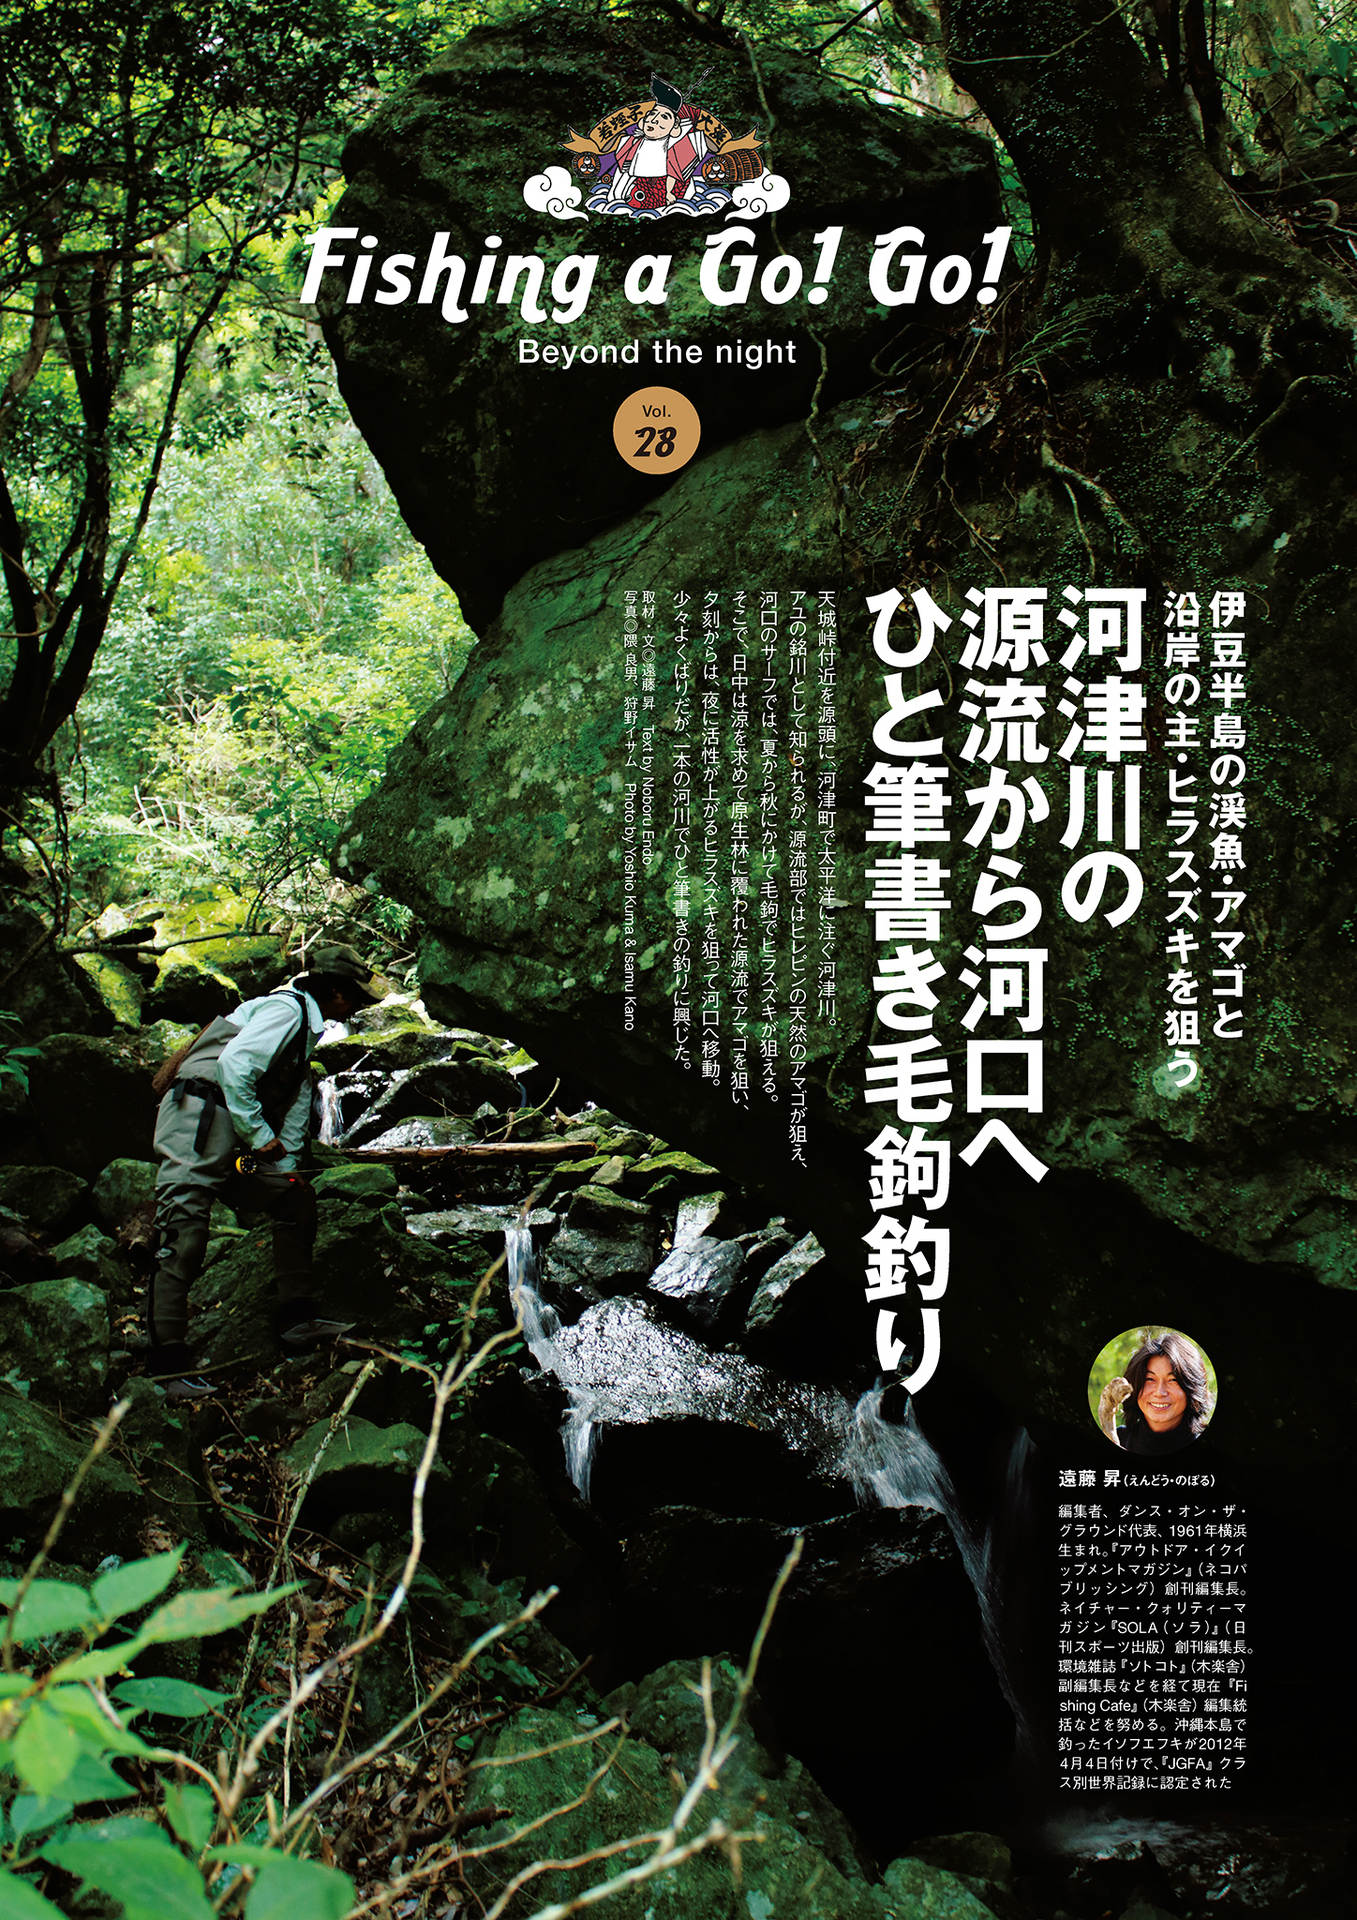 若蛭子
大漁
Fishing a Go! Go!
Beyond the night
Vol.
28
伊豆半島の渓魚・アマゴと
沿岸の主・ヒラスズキを狙う
河津川の
源流から河口へ
ひと筆書き毛鉤釣り
天城峠付近を源頭に、河津町で太平洋に注ぐ河津川。
アユの銘川として知られるが、源流部ではヒレピンの天然のアマゴが狙え、
河口のサーフでは、夏から秋にかけて毛鉤でヒラスズキが狙える。
そこで、日中は涼を求めて原生林に覆われた源流でアマゴを狙い、
夕刻からは、夜に活性が上がるヒラスズキを狙って河口へ移動。
少々よくばりだが、一本の河川でひと筆書きの釣りに興じた。
取材・文◎遠藤 昇 Text by Noboru Endo
写真◎隈 良男、狩野イサム Photo by Yoshio Kuma & Isamu Kano
遠藤 昇(えんどう・のぼる)
編集者、ダンス・オン・ザ・
グラウンド代表、1961年横浜
生まれ。『アウトドア・イクイ
ップメントマガジン』(ネコパ
ブリッシング)創刊編集長。
ネイチャー・クォリティーマ
ガジン『SOLA(ソラ)』(日
刊スポーツ出版)創刊編集長。
環境雑誌『ソトコト』(木楽舎)
副編集長などを経て現在『Fi
shing Cafe』(木楽舎)編集統
括などを努める。沖縄本島で
釣ったイソフエフキが2012年
4月4日付けで、『JGFA』クラ
ス別世界記録に認定された